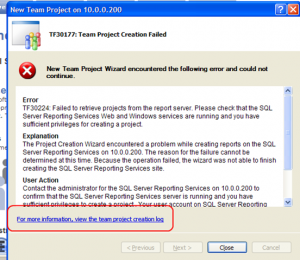 New Team Project on 10.0.0.200
TF30177: Team Project Creation Failed
New Team Project Wizard encountered the following error and could not
continue.
Error
TF30224: Failed to retrieve projects from the report server. Please check that the SQL
Server Reporting Services Web and Windows services are running and you have
sufficient privileges for creating a project.
Explanation
The Project Creation Wizard encountered a problem while creating reports on the SQL
Server Reporting Services on 10.0.0.200. The reason for the failure cannot be
determined at this time. Because the operation failed, the wizard was not able to finish
creating the SQL Server Reporting Services site.
User Action
Contact the administrator for the SQL Server Reporting Services on 10.0.0.200 to
confirm that the SQL Server Reporting Services server is running and you have
sufficient privileges to create a project. Your user account on SQL Server Reporting
For more information, view the team project creation log
< Previous
Next >
Close
Cancel